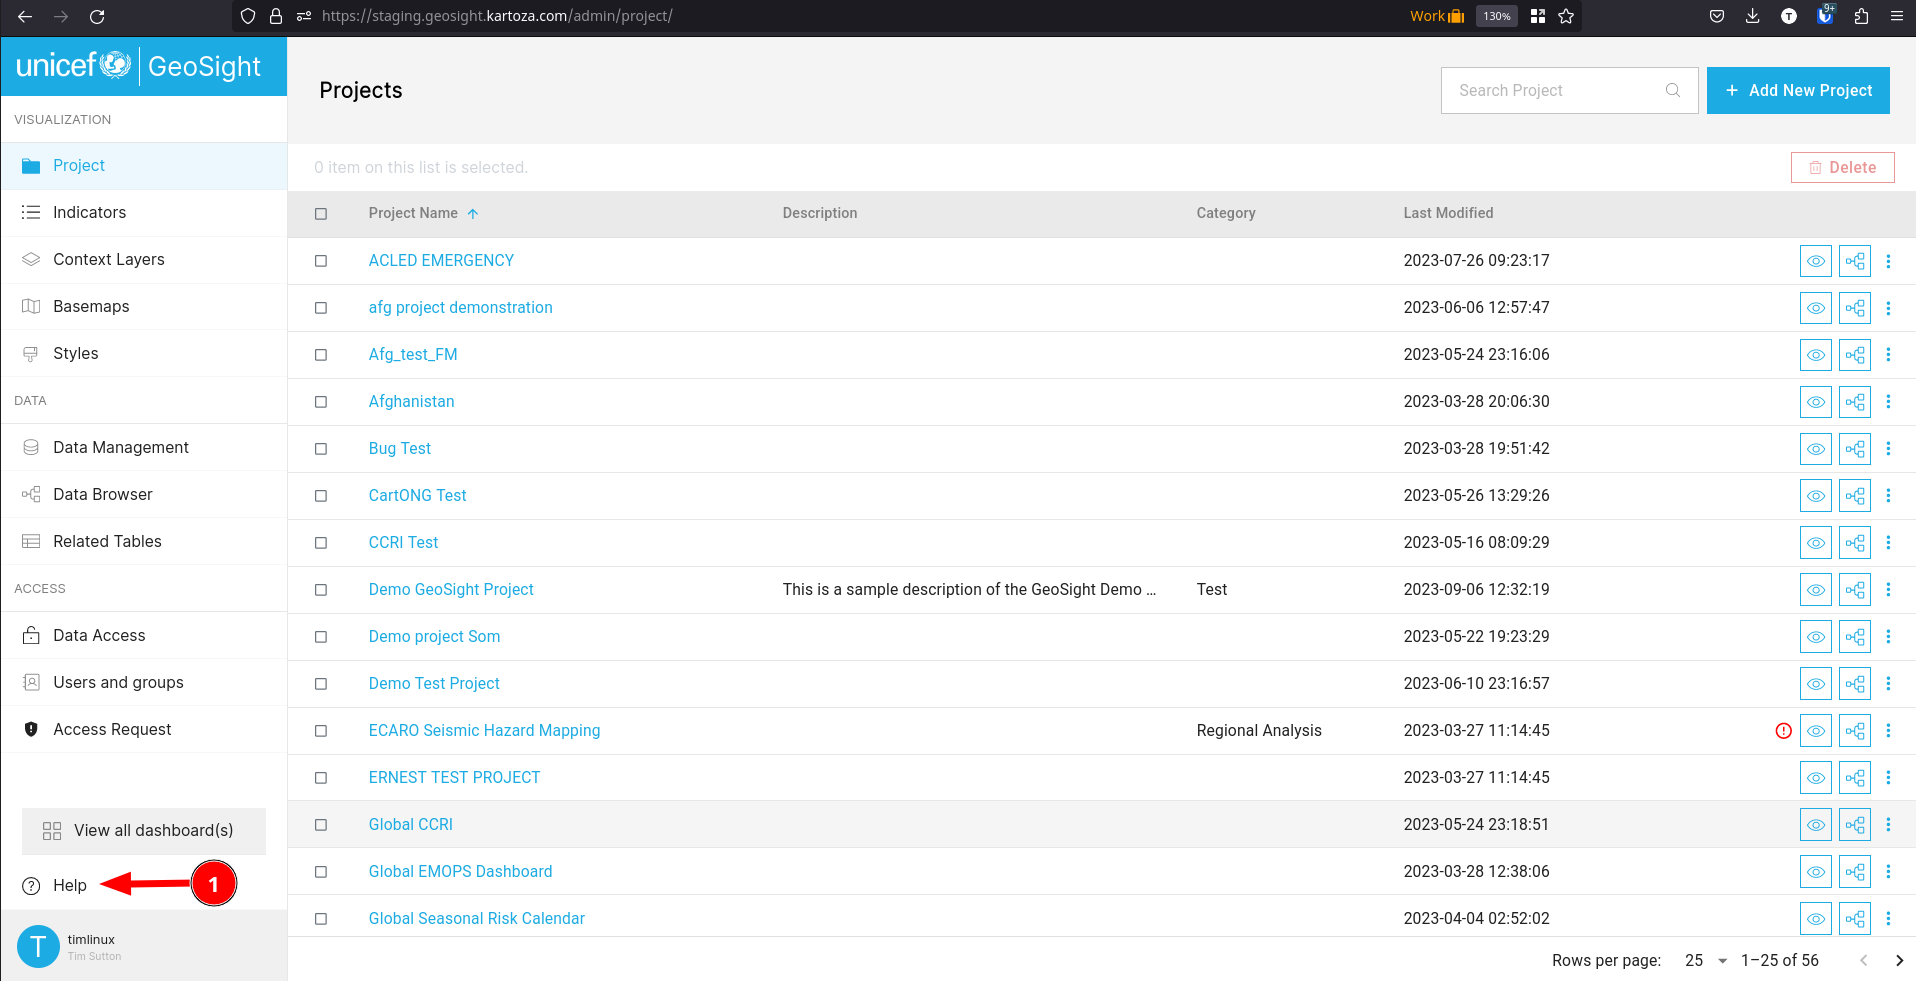 https://staging.geosight.kartoza.com/admin/project/
Work
130%
T
9+
unicef GeoSight
Projects
Search Project
+ Add New Project
VISUALIZATION
Project
Indicators
Context Layers
Basemaps
Styles
DATA
Data Management
Data Browser
Related Tables
ACCESS
Data Access
Users and groups
Access Request
View all dashboard(s)
? Help
1
T
timlinux
Tim Sutton
0 item on this list is selected.
Delete
Project Name Description Category Last Modified
ACLED EMERGENCY 2023-07-26 09:23:17
afg project demonstration 2023-06-06 12:57:47
Afg_test_FM 2023-05-24 23:16:06
Afghanistan 2023-03-28 20:06:30
Bug Test 2023-03-28 19:51:42
CartONG Test 2023-05-26 13:29:26
CCRI Test 2023-05-16 08:09:29
Demo GeoSight Project This is a sample description of the GeoSight Demo ... Test 2023-09-06 12:32:19
Demo project Som 2023-05-22 19:23:29
Demo Test Project 2023-06-10 23:16:57
ECARO Seismic Hazard Mapping Regional Analysis 2023-03-27 11:14:45
ERNEST TEST PROJECT 2023-03-27 11:14:45
Global CCRI 2023-05-24 23:18:51
Global EMOPS Dashboard 2023-03-28 12:38:06
Global Seasonal Risk Calendar 2023-04-04 02:52:02
Rows per page: 25 1–25 of 56